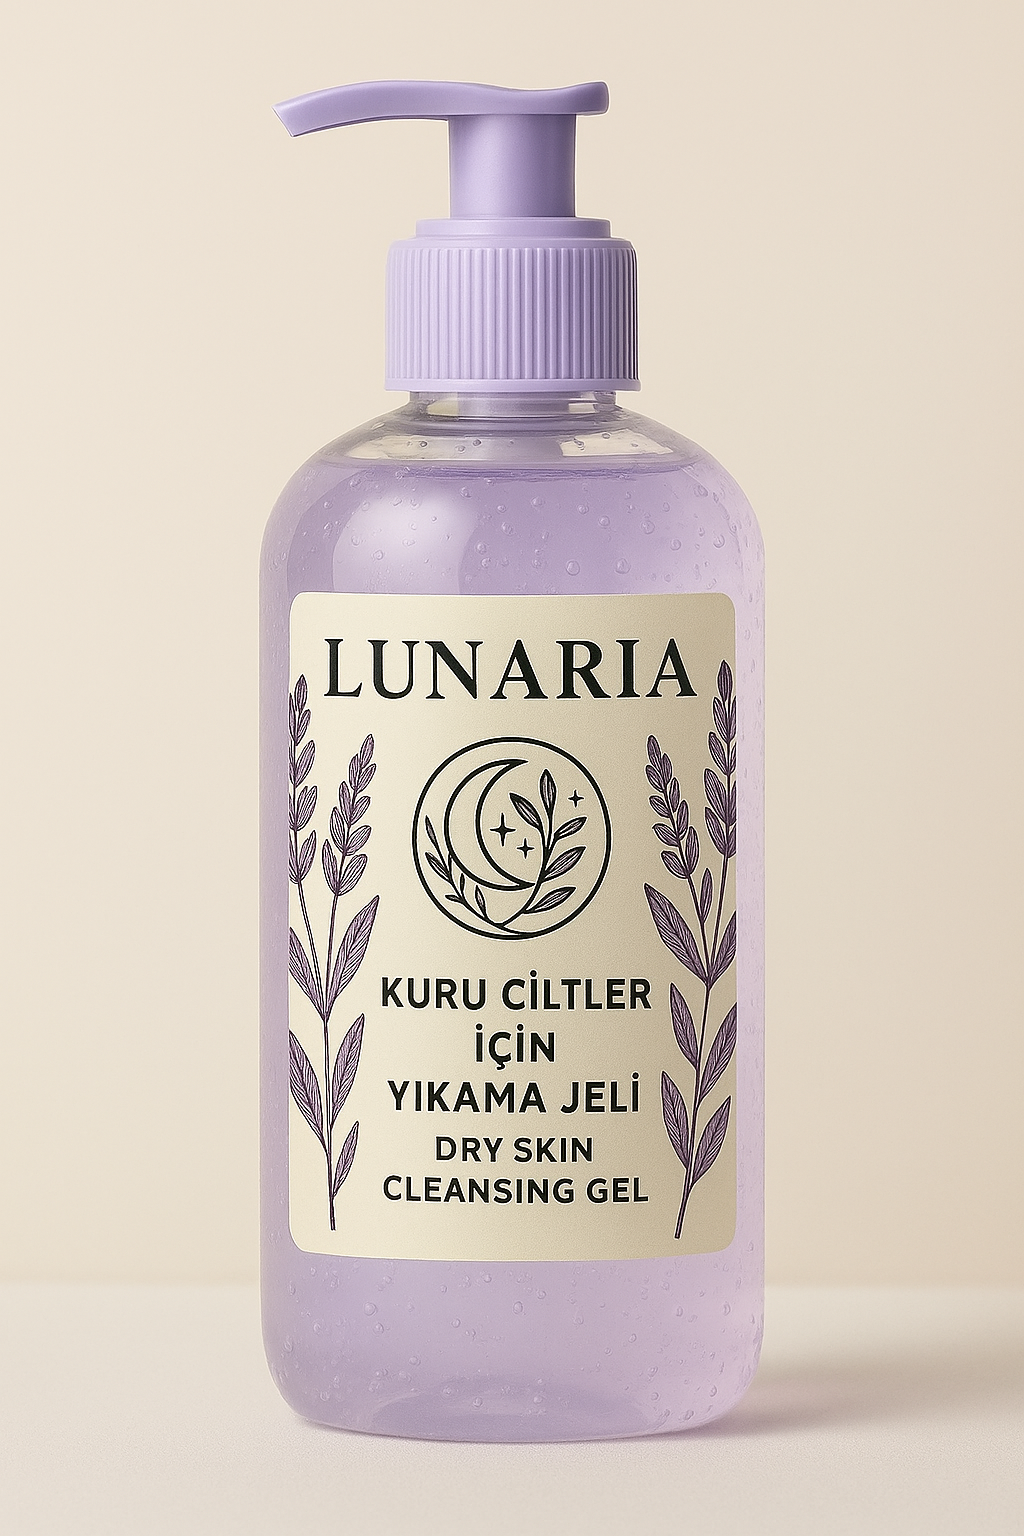 LUNARIA
KURU CİLTLER
İÇİN
YIKAMA JELİ
DRY SKIN
CLEANSING GEL